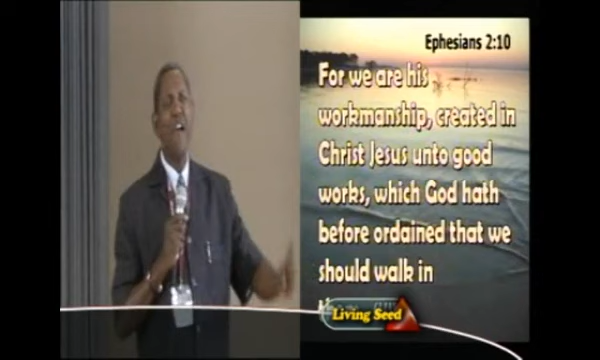 Ephesians 2:10
For we are his
workmanship, created in
Christ Jesus unto good
works, which God hath
before ordained that we
should walk in
Living Seed